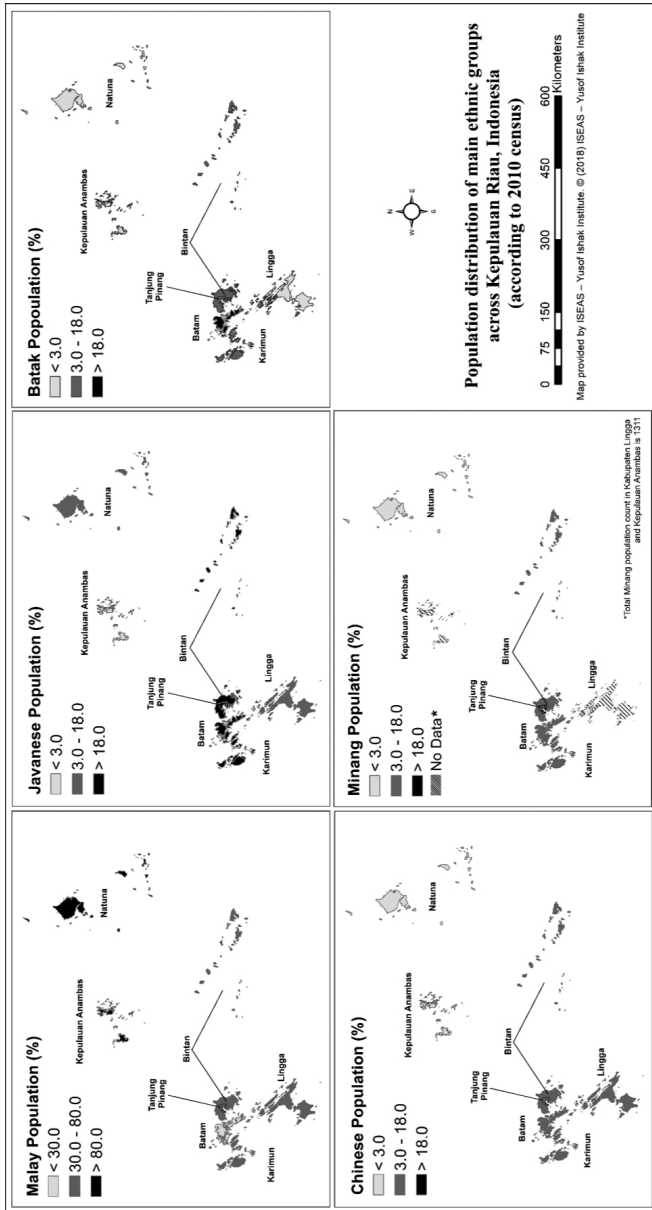 Malay Population (%)
< 30.0
30.0 - 80.0
> 80.0
Kepulauan Anambas
Natuna
Tanjung
Pinang
Batam
Bintan
Lingga
Karimun
Javanese Population (%)
< 3.0
3.0 - 18.0
> 18.0
Kepulauan Anambas
Natuna
Tanjung
Pinang
Batam
Bintan
Lingga
Karimun
Batak Popoulation (%)
< 3.0
3.0 - 18.0
> 18.0
Kepulauan Anambas
Natuna
Tanjung
Pinang
Batam
Bintan
Lingga
Karimun
Chinese Population (%)
< 3.0
3.0 - 18.0
> 18.0
Kepulauan Anambas
Natuna
Tanjung
Pinang
Batam
Bintan
Lingga
Karimun
Minang Population (%)
< 3.0
3.0 - 18.0
> 18.0
No Data*
Kepulauan Anambas
Natuna
Tanjung
Pinang
Batam
Bintan
Lingga
Karimun
*Total Minang population count in Kabupaten Lingga
and Kepulauan Anambas is 1311
N
W
E
S
Population distribution of main ethnic groups
across Kepulauan Riau, Indonesia
(according to 2010 census)
0 75 150 300 450 600
Kilometers
Map provided by ISEAS – Yusof Ishak Institute. © (2018) ISEAS – Yusof Ishak Institute